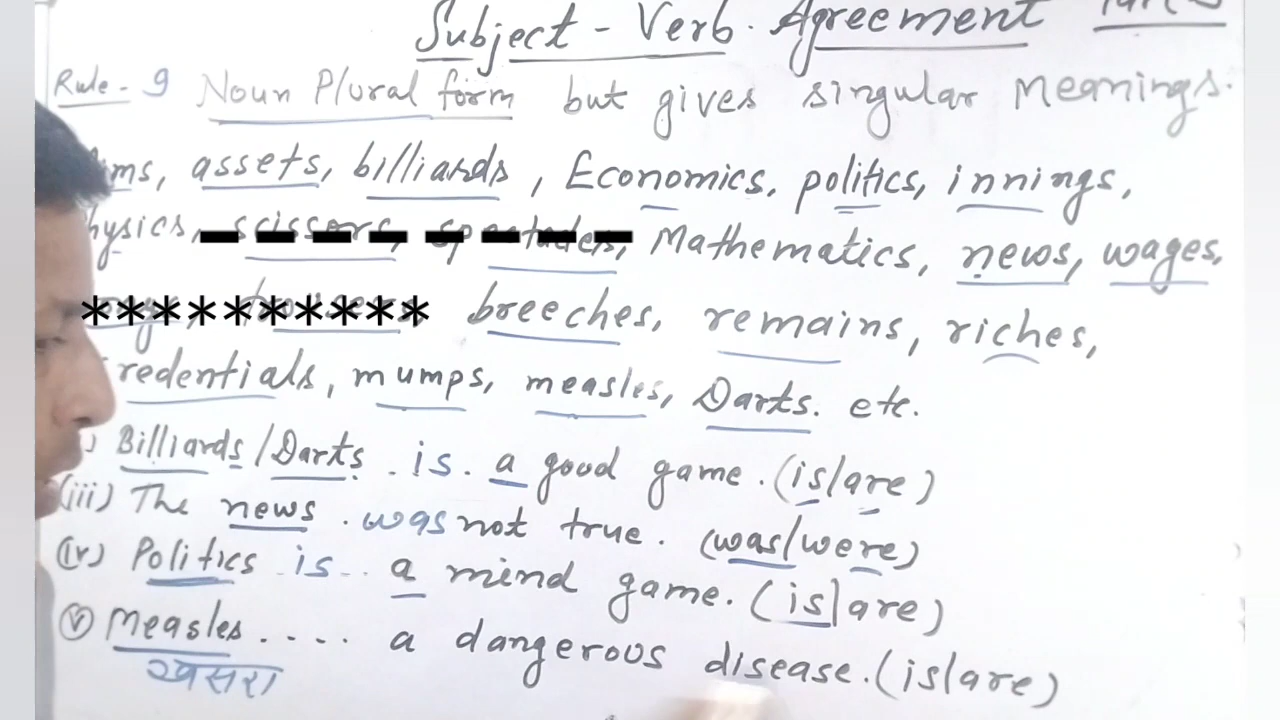 Subject - Verb. Agreement
Rule - 9 Noun Plural form but gives singular Meanings.
assets, billiards, Economics. politics, innings,
Mathematics, news, wages,
breeches, remains, riches,
redentials, mumps, measles, Darts. etc.
Billiards/Darts . is . a good game. (is/are)
(iii) The news . was not true. (was/were)
(iv) Politics is .. a mind game. (is/are)
(v) Measles .... a dangerous disease. (is/are)
खसरा